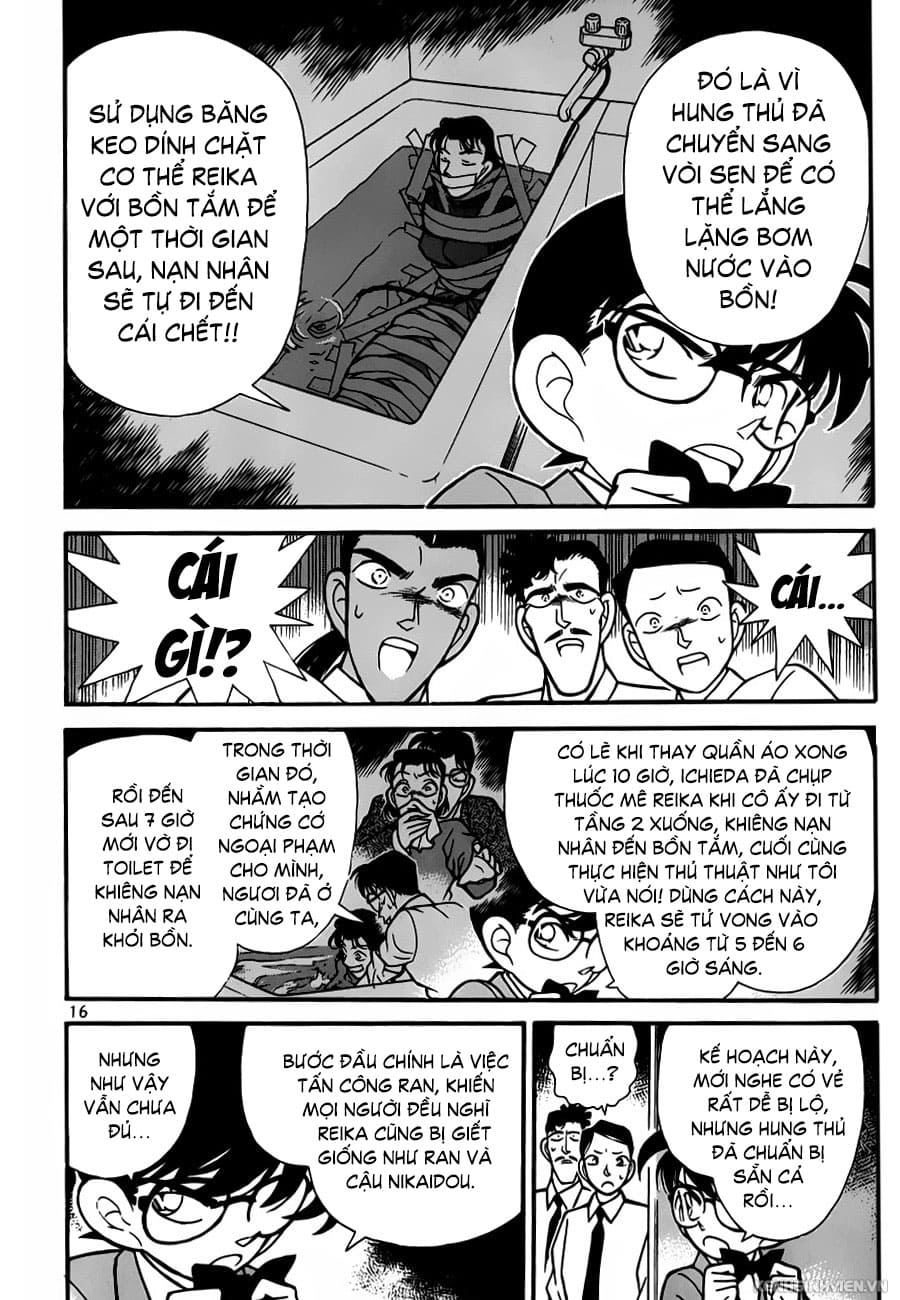 ĐÓ LÀ VÌ
HUNG THỦ ĐÃ
CHUYỂN SANG
VÒI SEN ĐỂ CÓ
THỂ LẲNG
LẶNG BƠM
NƯỚC VÀO
BỒN!
SỬ DỤNG BĂNG
KEO DÍNH CHẶT
CƠ THỂ REIKA
VỚI BỒN TẮM ĐỂ
MỘT THỜI GIAN
SAU, NẠN NHÂN
SẼ TỰ ĐI ĐẾN
CÁI CHẾT!!
CÁI...
CÁI
GÌ!?
CÓ LẼ KHI THAY QUẦN ÁO XONG
LÚC 10 GIỜ, ICHIEDA ĐÃ CHỤP
THUỐC MÊ REIKA KHI CÔ ẤY ĐI TỪ
TẦNG 2 XUỐNG, KHIÊNG NẠN
NHÂN ĐẾN BỒN TẮM, CUỐI CÙNG
THỰC HIỆN THỦ THUẬT NHƯ TÔI
VỪA NÓI! DÙNG CÁCH NÀY,
REIKA SẼ TỬ VONG VÀO
KHOẢNG TỪ 5 ĐẾN 6
GIỜ SÁNG.
TRONG THỜI
GIAN ĐÓ,
NHẰM TẠO
CHỨNG CỚ
NGOẠI PHẠM
CHO MÌNH,
NGƯƠI ĐÃ Ở
CÙNG TA,
RỒI ĐẾN
SAU 7 GIỜ
MỚI VỜ ĐI
TOILET ĐỂ
KHIÊNG NẠN
NHÂN RA
KHỎI BỒN.
16
KẾ HOẠCH NÀY,
MỚI NGHE CÓ VẺ
RẤT DỄ BỊ LỘ,
NHƯNG HUNG THỦ
ĐÃ CHUẨN BỊ
SẴN CẢ
RỒI...
CHUẨN
BỊ...?
BƯỚC ĐẦU CHÍNH LÀ VIỆC
TẤN CÔNG RAN, KHIẾN
MỌI NGƯỜI ĐỀU NGHĨ
REIKA CŨNG BỊ GIẾT
GIỐNG NHƯ RAN VÀ
CẬU NIKAIDOU.
NHƯNG
NHƯ VẬY
VẪN CHƯA
ĐỦ...
KENHSINHVIEN.VN